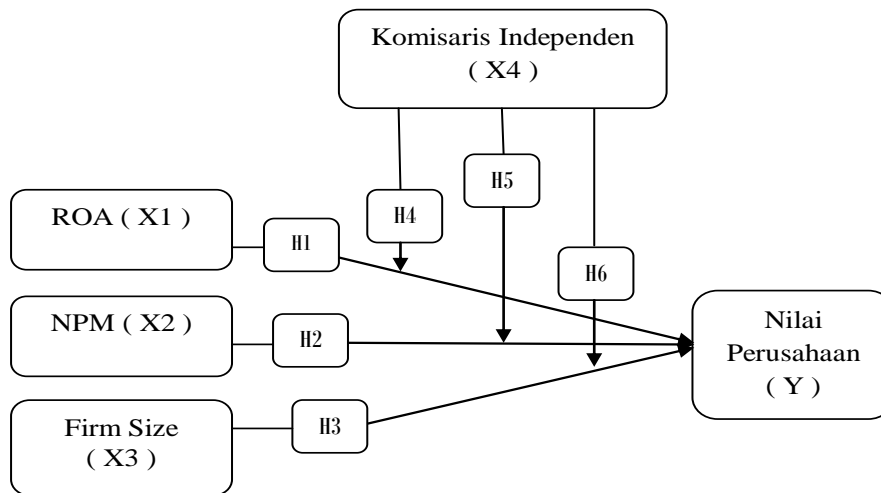 Komisaris Independen
( X4 )
H5
H4
ROA ( X1 )
H1
H6
NPM ( X2 )
H2
Nilai
Perusahaan
( Y )
Firm Size
( X3 )
H3